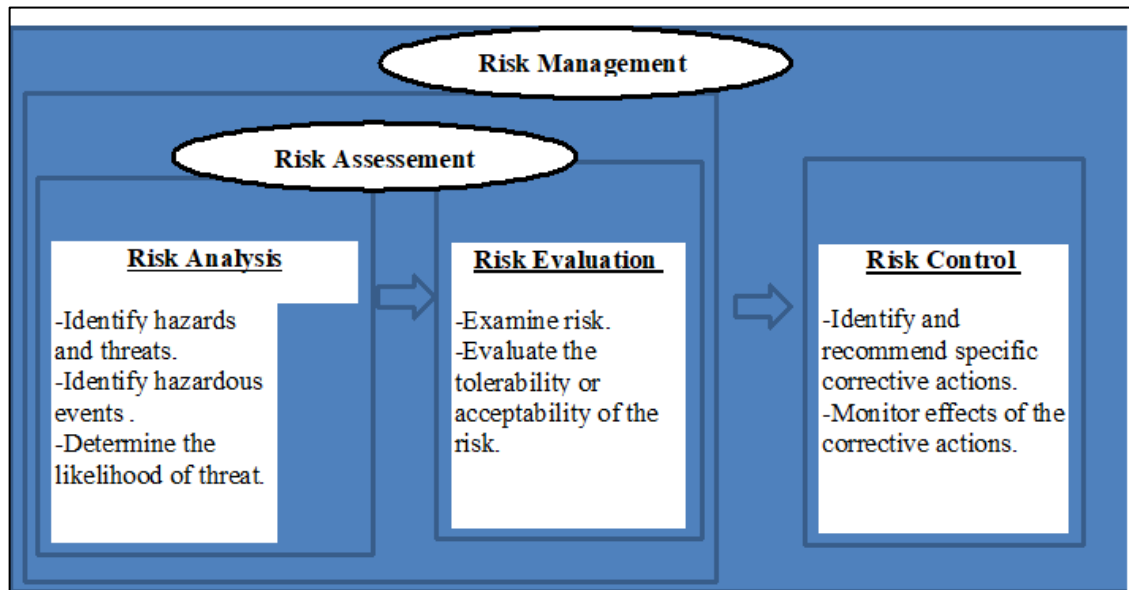 Risk Management
Risk Assessement
Risk Analysis
-Identify hazards
and threats.
-Identify hazardous
events .
-Determine the
likelihood of threat.
Risk Evaluation
-Examine risk.
-Evaluate the
tolerability or
acceptability of the
risk.
Risk Control
-Identify and
recommend specific
corrective actions.
-Monitor effects of the
corrective actions.